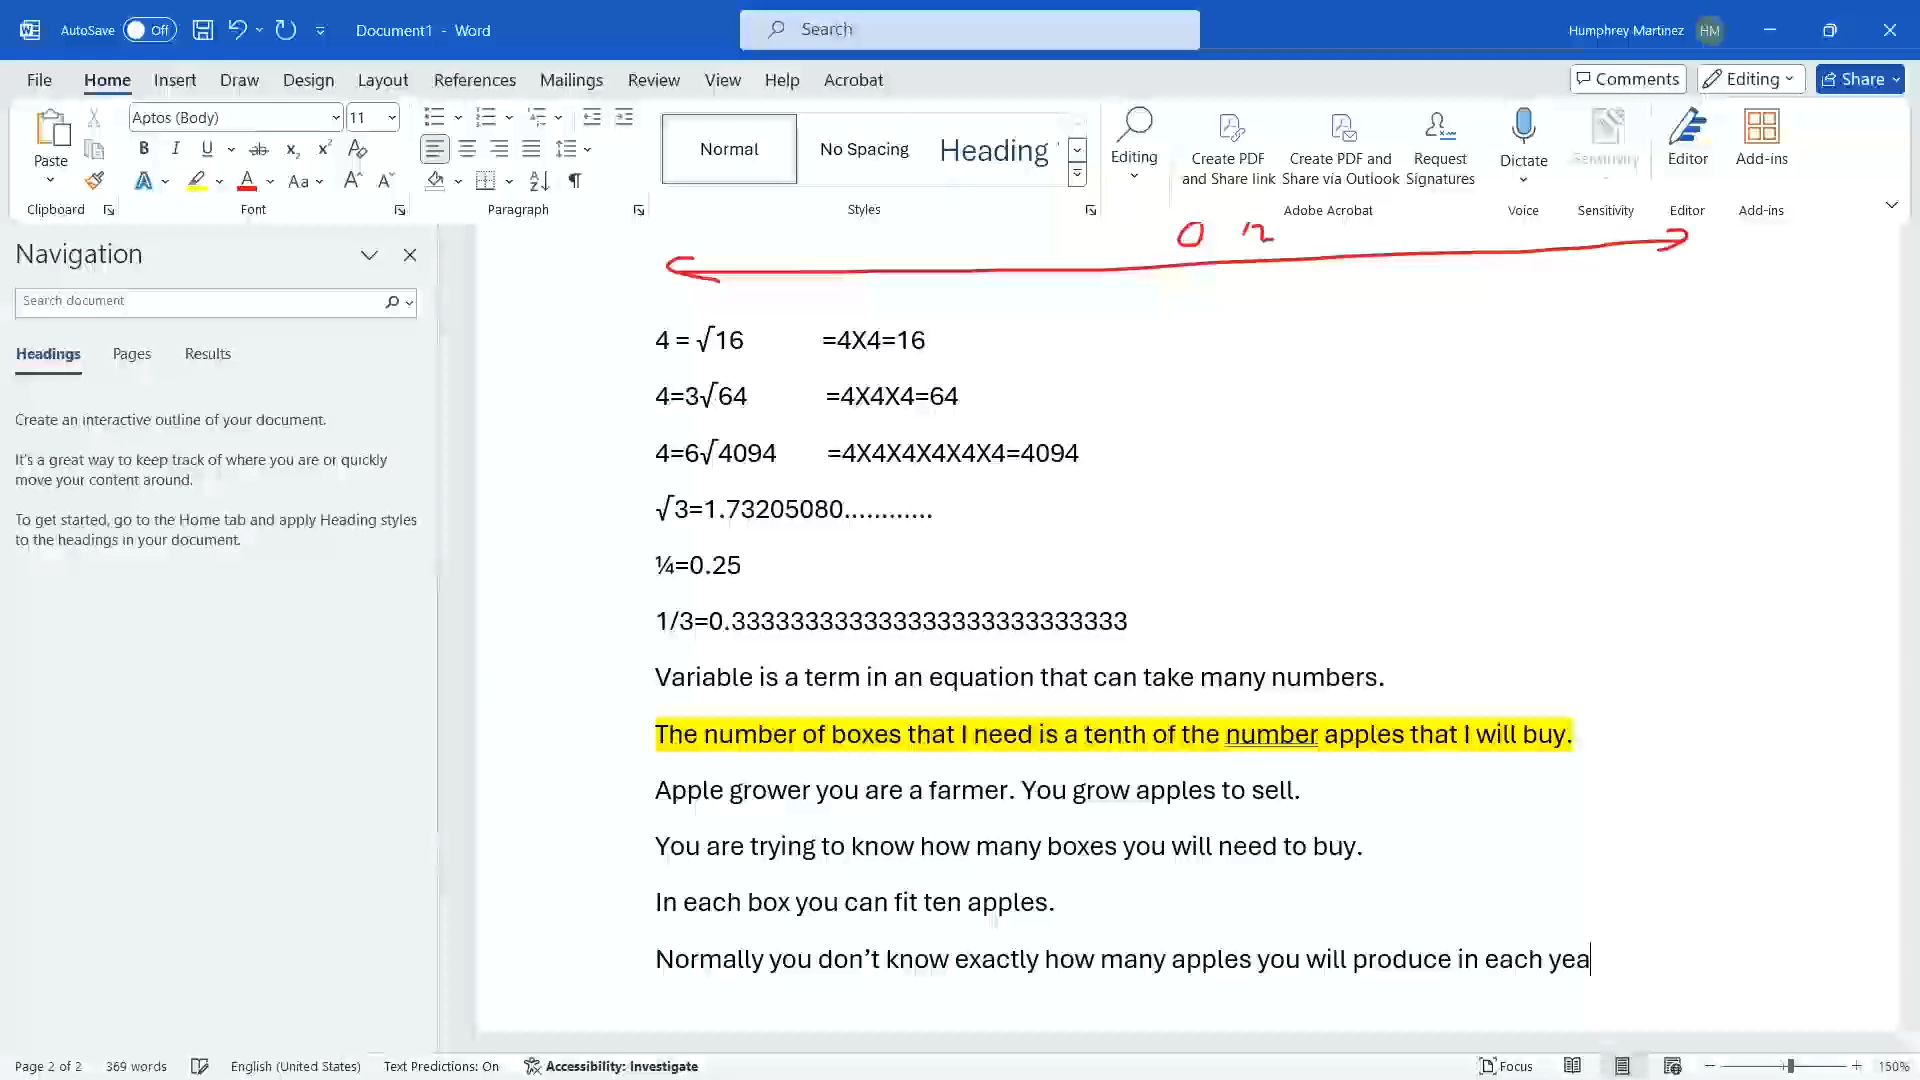 AutoSave Off Document1 - Word Search Humphrey Martinez HM
File Home Insert Draw Design Layout References Mailings Review View Help Acrobat Comments Editing Share
Paste Aptos (Body) 11 Normal No Spacing Heading Editing Create PDF and Share link Create PDF and Share via Outlook Request Signatures Dictate Sensitivity Editor Add-ins
Clipboard Font Paragraph Styles Adobe Acrobat Voice Sensitivity Editor Add-ins
Navigation
Search document
Headings Pages Results
Create an interactive outline of your document.
It's a great way to keep track of where you are or quickly
move your content around.
To get started, go to the Home tab and apply Heading styles
to the headings in your document.
0
4 = √16 =4X4=16
4=3√64 =4X4X4=64
4=6√4094 =4X4X4X4X4X4=4094
√3=1.73205080............
¼=0.25
Variable is a term in an equation that can take many numbers.
The number of boxes that I need is a tenth of the number apples that I will buy.
Apple grower you are a farmer. You grow apples to sell.
You are trying to know how many boxes you will need to buy.
In each box you can fit ten apples.
Normally you don’t know exactly how many apples you will produce in each yea
Page 2 of 2 369 words English (United States) Text Predictions: On Accessibility: Investigate Focus 150%